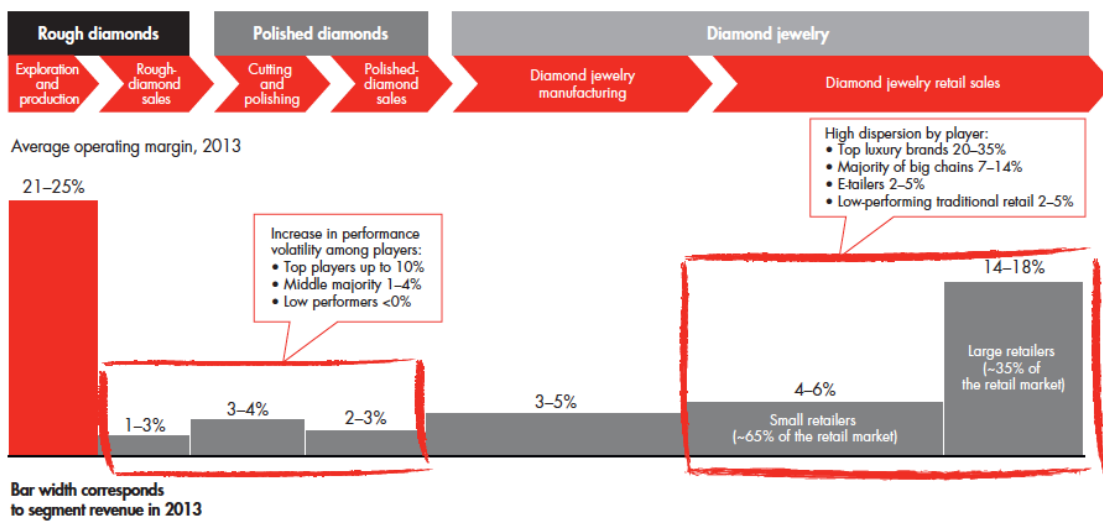 Rough diamonds
Polished diamonds
Diamond jewelry
Exploration
and
production
Rough-
diamond
sales
Cutting
and
polishing
Polished-
diamond
sales
Diamond jewelry
manufacturing
Diamond jewelry retail sales
Average operating margin, 2013
High dispersion by player:
• Top luxury brands 20–35%
• Majority of big chains 7–14%
• E-tailers 2–5%
• Low-performing traditional retail 2–5%
21–25%
Increase in performance
volatility among players:
• Top players up to 10%
• Middle majority 1–4%
• Low performers <0%
1–3%
3–4%
2–3%
3–5%
4–6%
Small retailers
(~65% of the retail market)
14–18%
Large retailers
(~35% of
the retail market)
Bar width corresponds
to segment revenue in 2013